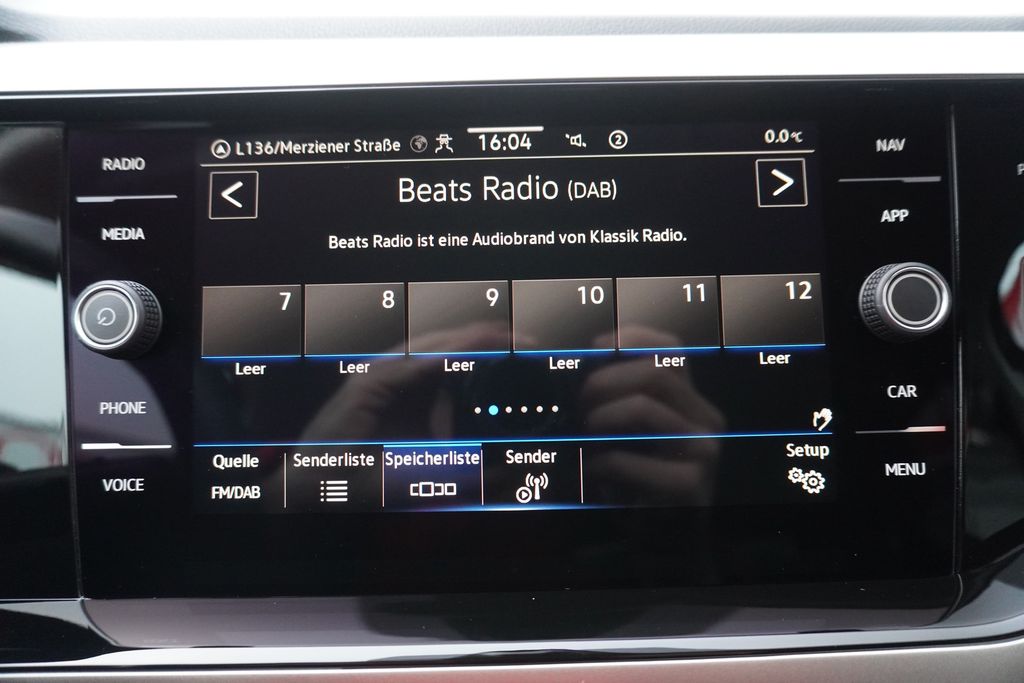 RADIO
MEDIA
PHONE
VOICE
L136/Merziener Straße
16:04
2
0.0°C
<
Beats Radio (DAB)
>
Beats Radio ist eine Audiobrand von Klassik Radio.
7 8 9 10 11 12
Leer Leer Leer Leer Leer Leer
Quelle Senderliste Speicherliste Sender Setup
FM/DAB
NAV
APP
CAR
MENU